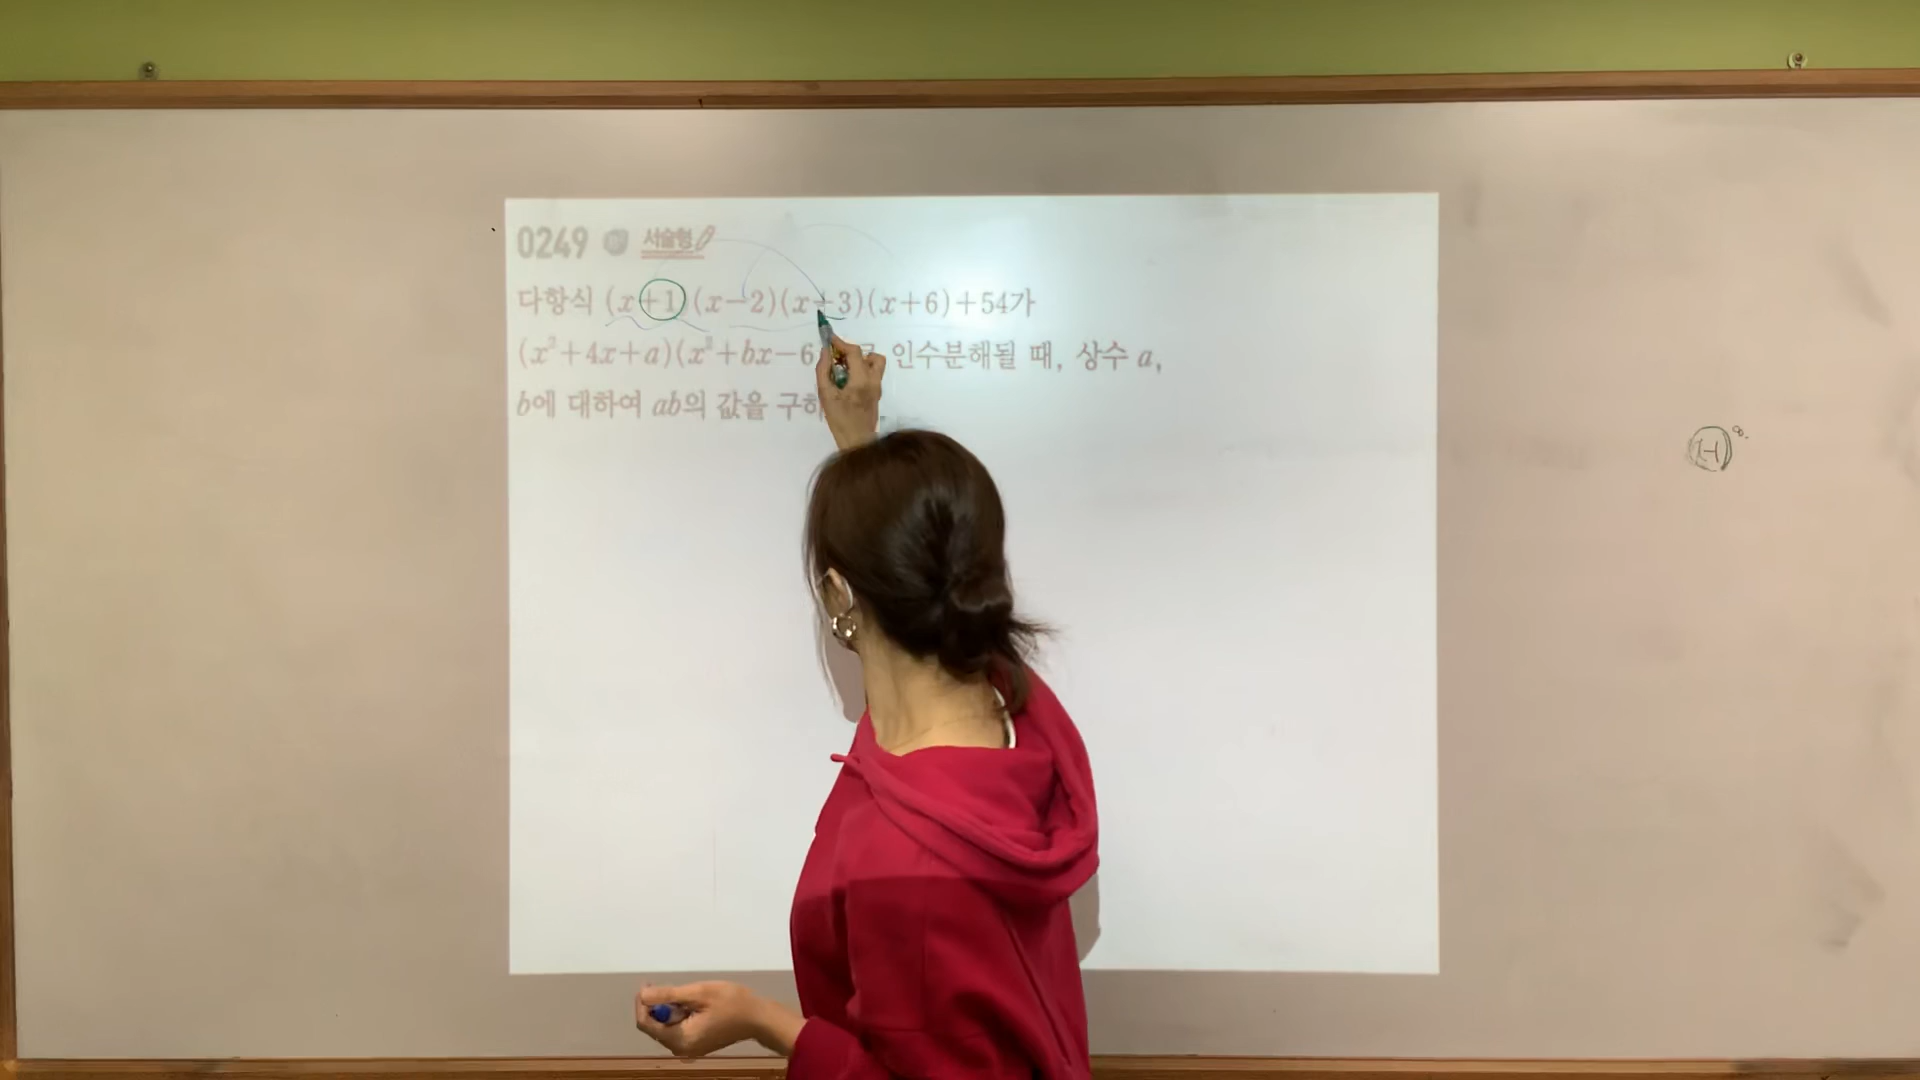 0249 서술형
다항식 (x+1)(x-2)(x+3)(x+6)+54가
(x²+4x+a)(x²+bx-6 인수분해될 때, 상수 a,
b에 대하여 ab의 값을 구하